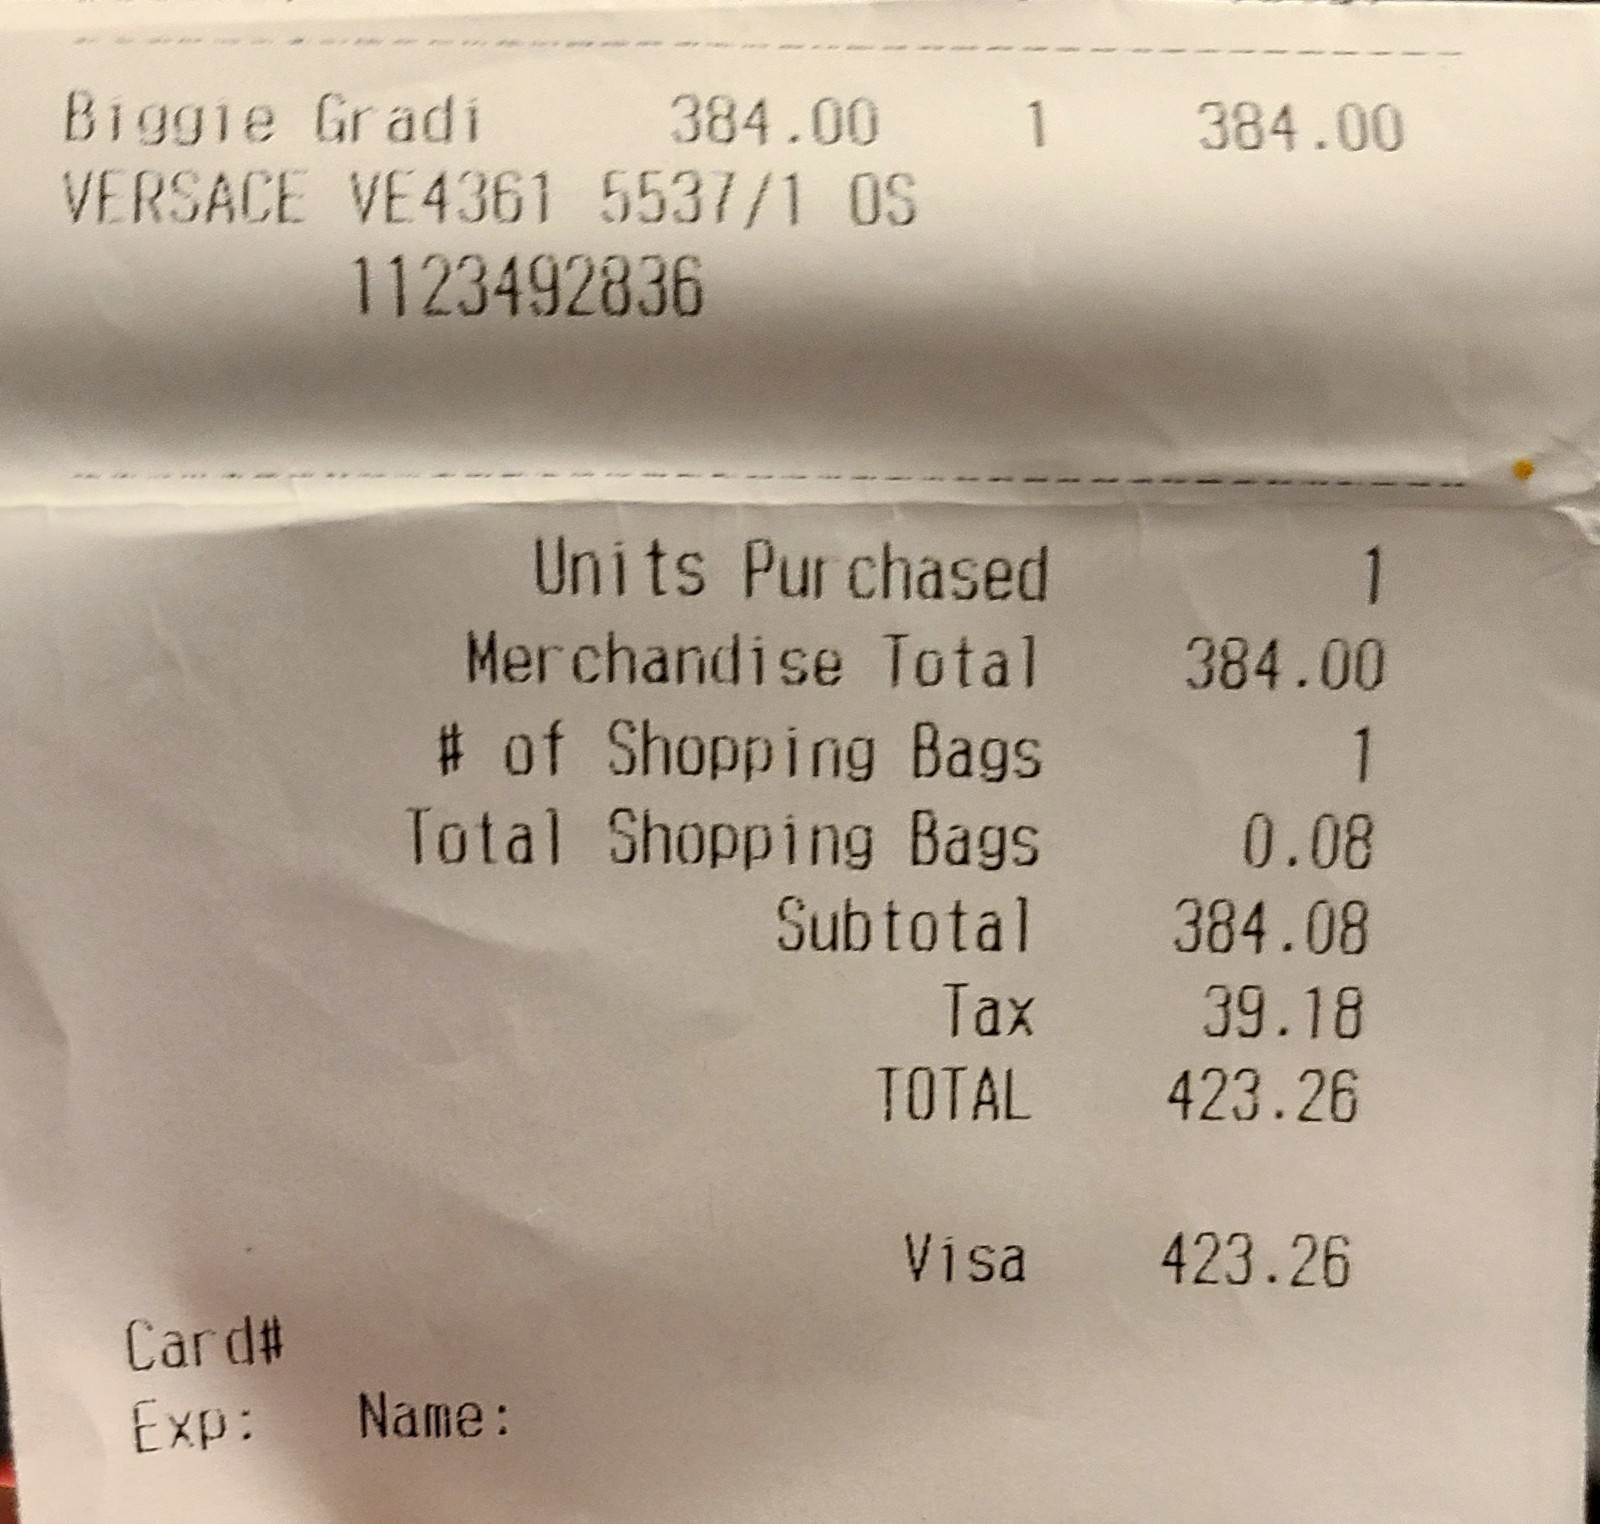 Biggie Gradi 384.00 1 384.00
VERSACE VE4361 5537/1 OS
1123492836
Units Purchased 1
Merchandise Total 384.00
# of Shopping Bags 1
Total Shopping Bags 0.08
Subtotal 384.08
Tax 39.18
TOTAL 423.26
Visa 423.26
Card#
Exp: Name: